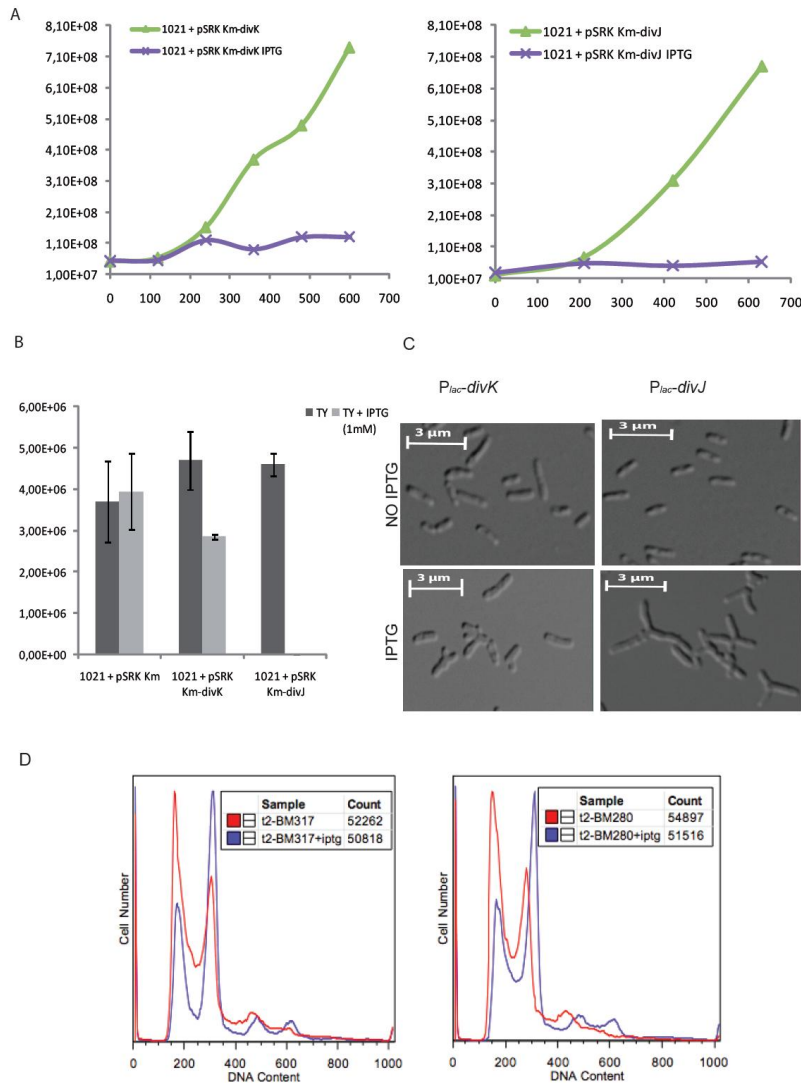 A
8,10E+08
7,10E+08
6,10E+08
5,10E+08
4,10E+08
3,10E+08
2,10E+08
1,10E+08
1,00E+07
0 100 200 300 400 500 600 700
1021 + pSRK Km-divK
1021 + pSRK Km-divK IPTG
8,10E+08
7,10E+08
6,10E+08
5,10E+08
4,10E+08
3,10E+08
2,10E+08
1,10E+08
1,00E+07
0 100 200 300 400 500 600 700
1021 + pSRK Km-divJ
1021 + pSRK Km-divJ IPTG
B
6,00E+06
5,00E+06
4,00E+06
3,00E+06
2,00E+06
1,00E+06
0,00E+00
TY TY + IPTG
(1mM)
1021 + pSRK Km 1021 + pSRK 1021 + pSRK
Km-divK Km-divJ
C
Plac-divK Plac-divJ
NO IPTG
3 µm 3 µm
IPTG
3 µm 3 µm
D
Cell Number
Sample Count
t2-BM317 52262
t2-BM317+iptg 50818
0 200 400 600 800 1000
DNA Content
Cell Number
Sample Count
t2-BM280 54897
t2-BM280+iptg 51516
0 200 400 600 800 1000
DNA Content